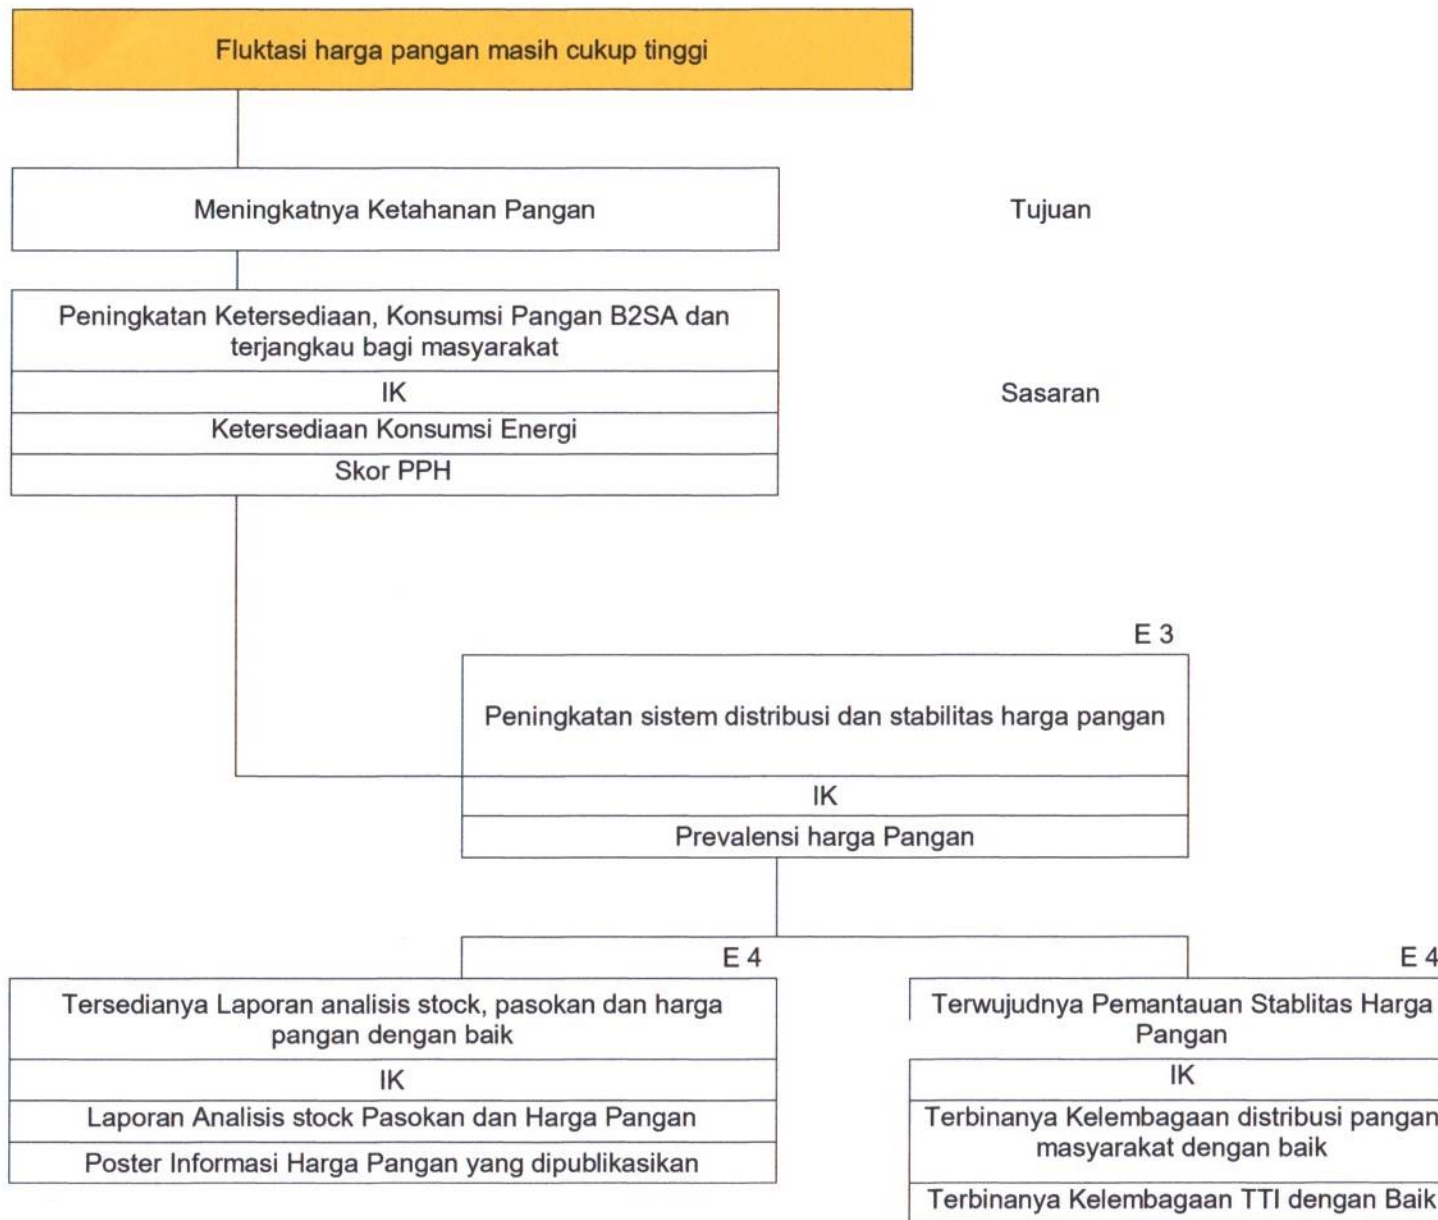 Fluktasi harga pangan masih cukup tinggi
Meningkatnya Ketahanan Pangan
Tujuan
Peningkatan Ketersediaan, Konsumsi Pangan B2SA dan
terjangkau bagi masyarakat
IK
Sasaran
Ketersediaan Konsumsi Energi
Skor PPH
E 3
Peningkatan sistem distribusi dan stabilitas harga pangan
IK
Prevalensi harga Pangan
E 4
Tersedianya Laporan analisis stock, pasokan dan harga
pangan dengan baik
IK
Laporan Analisis stock Pasokan dan Harga Pangan
Poster Informasi Harga Pangan yang dipublikasikan
E 4
Terwujudnya Pemantauan Stablitas Harga
Pangan
IK
Terbinanya Kelembagaan distribusi pangan
masyarakat dengan baik
Terbinanya Kelembagaan TTI dengan Baik